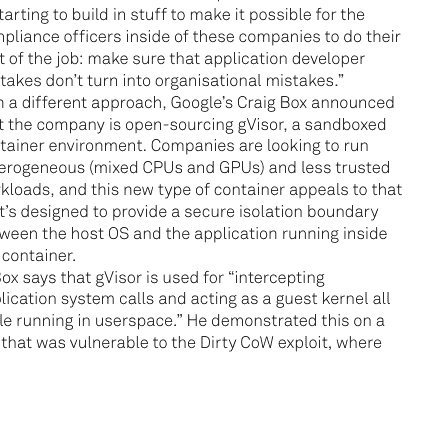 tarting to build in stuff to make it possible for the
mpliance officers inside of these companies to do their
t of the job: make sure that application developer
takes don't turn into organisational mistakes.”
n a different approach, Google's Craig Box announced
t the company is open-sourcing gVisor, a sandboxed
tainer environment. Companies are looking to run
erogeneous (mixed CPUs and GPUs) and less trusted
kloads, and this new type of container appeals to that
t's designed to provide a secure isolation boundary
ween the host OS and the application running inside
container.
Box says that gVisor is used for “intercepting
plication system calls and acting as a guest kernel all
le running in userspace.” He demonstrated this on a
that was vulnerable to the Dirty CoW exploit, where